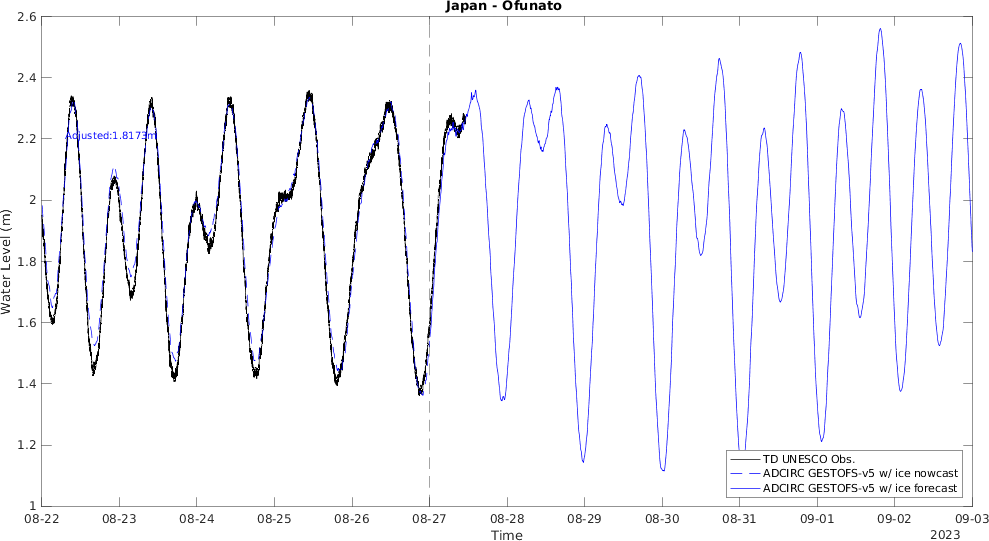 Japan - Ofunato
2.6
2.4
2.2
2
1.8
1.6
1.4
1.2
1
Water Level (m)
Adjusted:1.8173m
TD UNESCO Obs.
ADCIRC GESTOFS-v5 w/ ice nowcast
ADCIRC GESTOFS-v5 w/ ice forecast
08-22 08-23 08-24 08-25 08-26 08-27 08-28 08-29 08-30 08-31 09-01 09-02 09-03
Time
2023